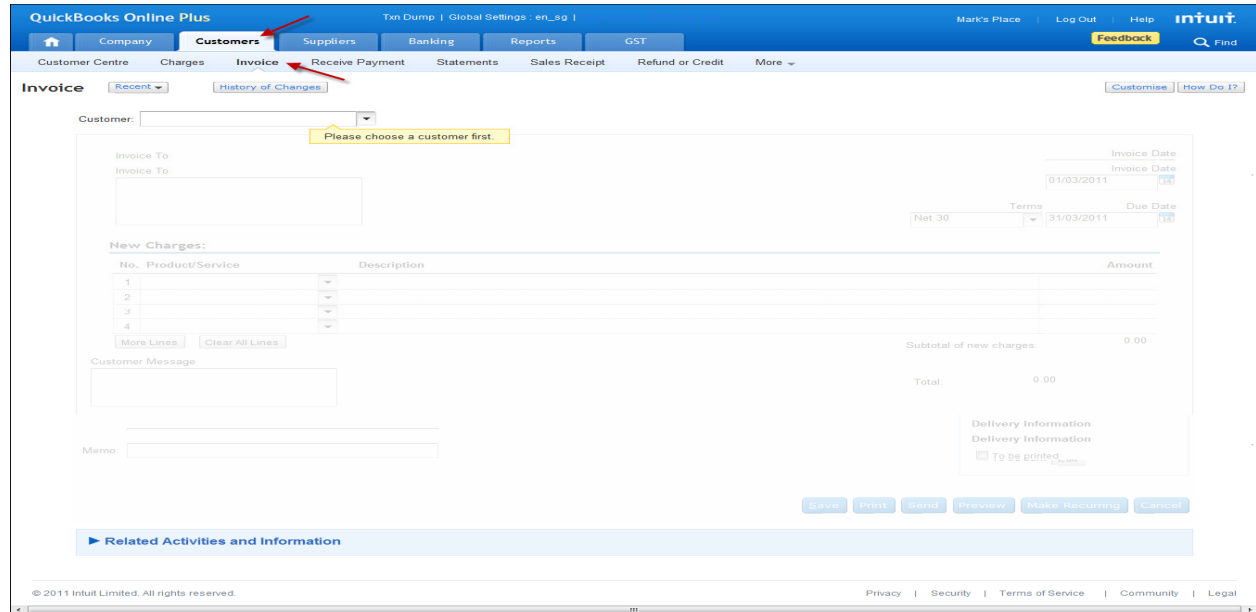 QuickBooks Online Plus Txn Dump | Global Settings : en_sg | Mark's Place | Log Out | Help intuit.
Company Customers Suppliers Banking Reports GST Feedback Find
Customer Centre Charges Invoice Receive Payment Statements Sales Receipt Refund or Credit More
Invoice Recent History of Changes Customise How Do I?
Customer:
Please choose a customer first.
Invoice To Invoice Date
Invoice To: Invoice Date
01/03/2011
Terms Due Date
Net 30 31/03/2011
New Charges:
No. Product/Service Description Amount
1
2
3
4
More Lines Clear All Lines Subtotal of new charges: 0.00
Customer Message
Total: 0.00
Delivery Information
Delivery Information
Memo: To be printed
Save Print Send Preview Make Recurring Cancel
Related Activities and Information
© 2011 Intuit Limited. All rights reserved. Privacy | Security | Terms of Service | Community | Legal